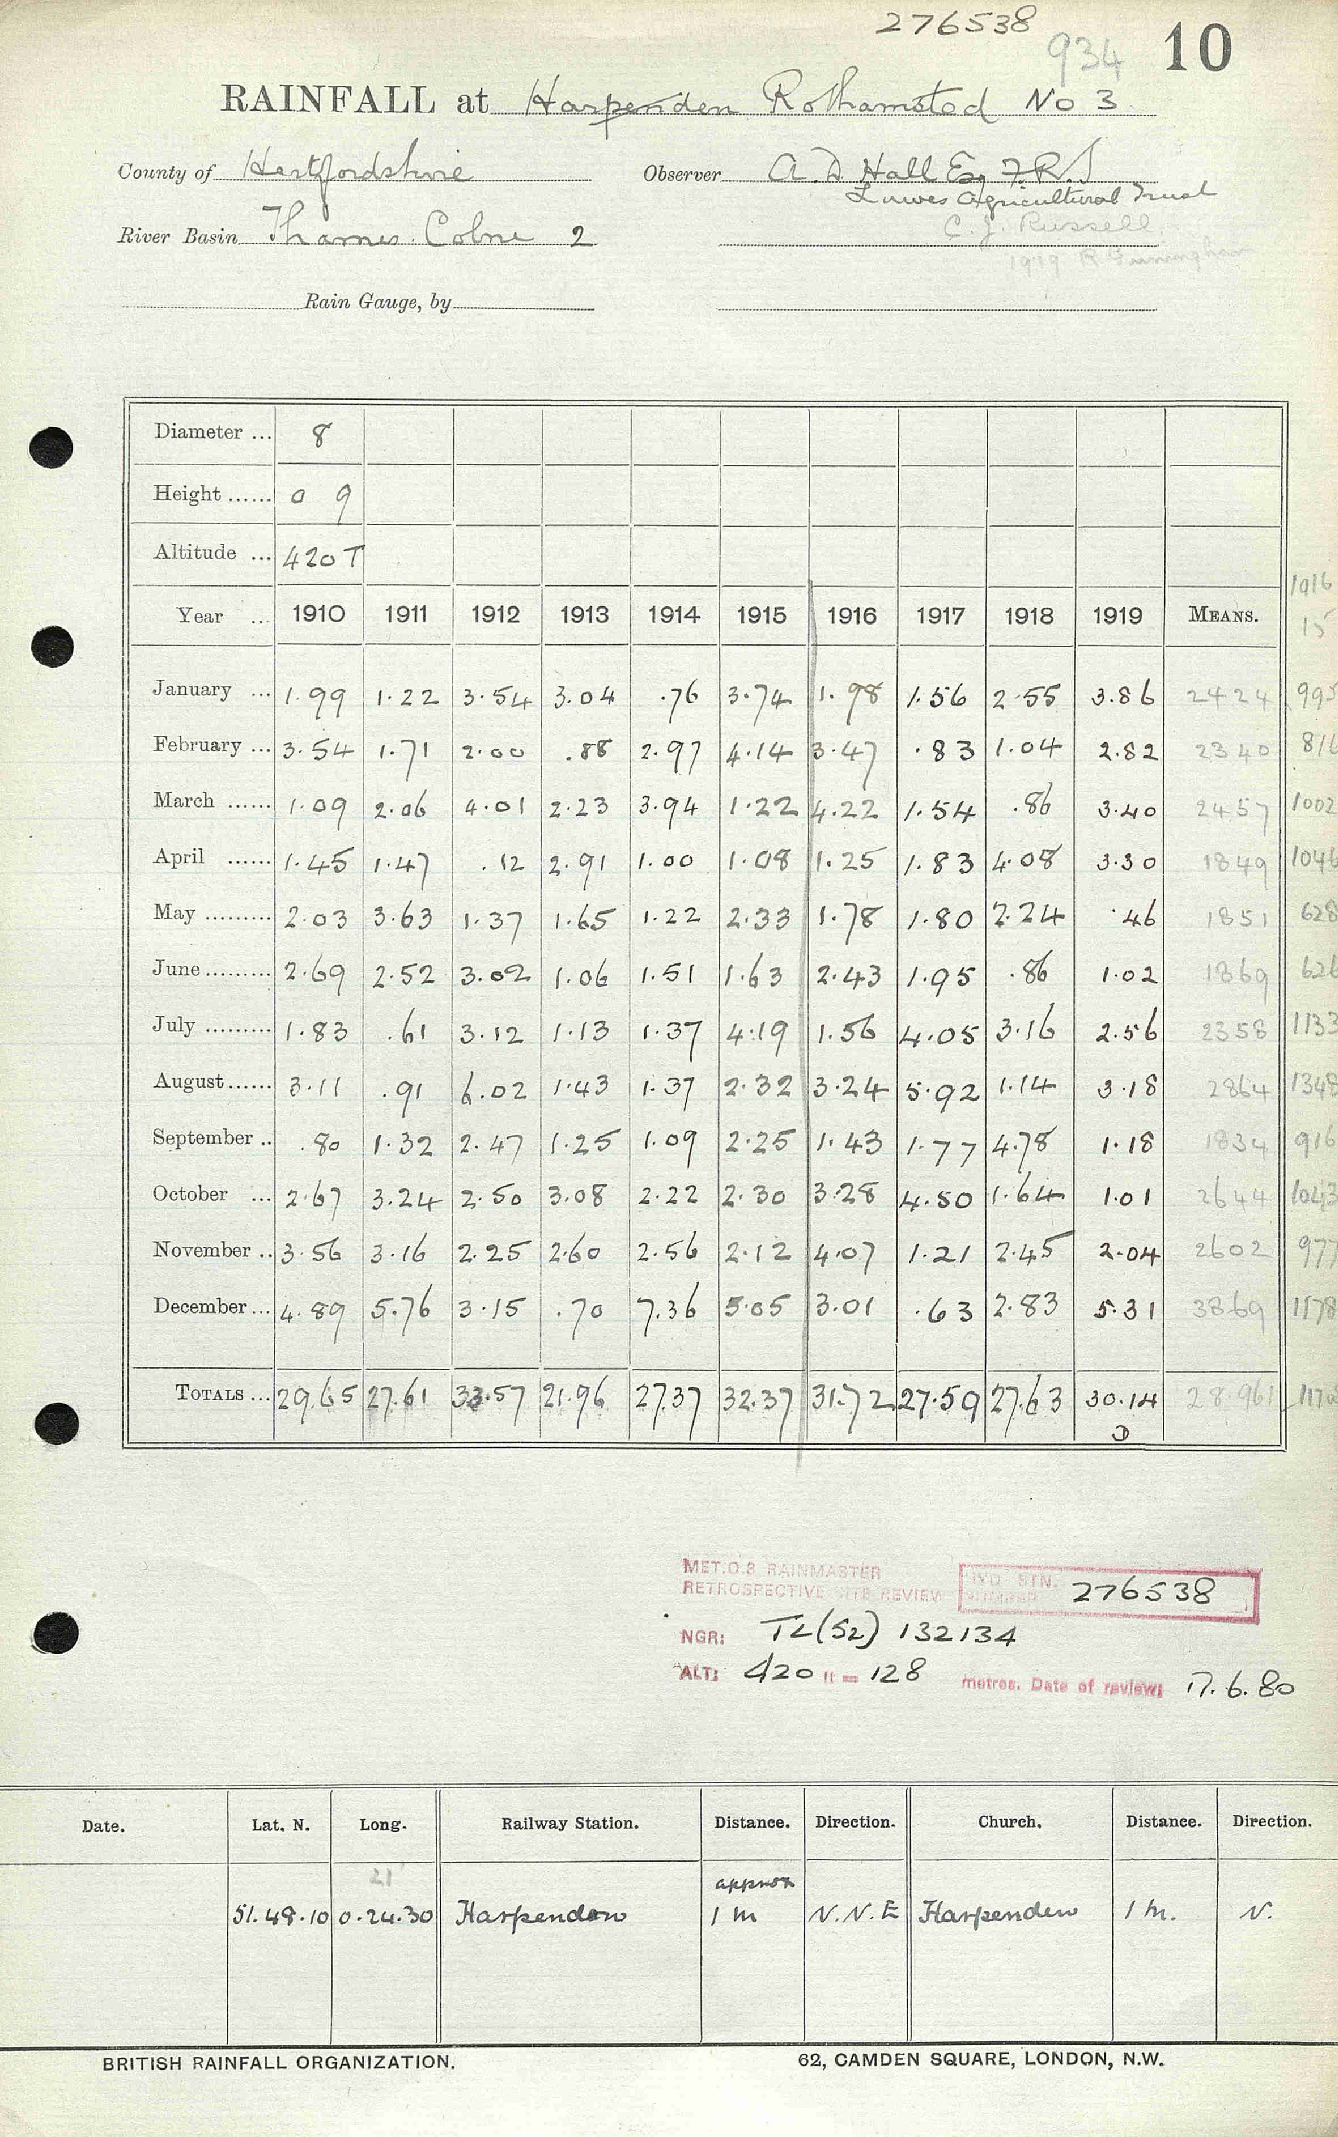 276538
934 10
RAINFALL at Harpenden Rothamsted No 3
County of Hertfordshire Observer A. D. Hall Esq F.R.S
Lawes Agricultural Trust
River Basin Thames. Colne 2 Russell
1919 R
Rain Gauge, by
Diameter ... 8
Height ...... 0 9
Altitude ... 420 T
1916
Year ... 1910 1911 1912 1913 1914 1915 1916 1917 1918 1919 MEANS. 15
January ... 1.99 1.22 3.54 3.04 .76 3.74 1.98 1.56 2.55 3.86 2424 995
February ... 3.54 1.71 2.00 .88 2.97 4.14 3.47 .83 1.04 2.82 2340 816
March ...... 1.09 2.06 4.01 2.23 3.94 1.22 4.22 1.54 .86 3.40 2457 1002
April ...... 1.45 1.47 .12 2.91 1.00 1.08 1.25 1.83 4.08 3.30 1849 1046
May ......... 2.03 3.63 1.37 1.65 1.22 2.33 1.78 1.80 2.24 .46 1851 628
June ......... 2.69 2.52 3.02 1.06 1.51 1.63 2.43 1.95 .86 1.02 1869 626
July ......... 1.83 .61 3.12 1.13 1.37 4.19 1.56 4.05 3.16 2.56 2358 1133
August ...... 3.11 .91 6.02 1.43 1.37 2.32 3.24 5.92 1.14 3.18 2864 1348
September .. .80 1.32 2.47 1.25 1.09 2.25 1.43 1.77 4.78 1.18 1834 916
October ... 2.67 3.24 2.50 3.08 2.22 2.30 3.28 4.50 1.64 1.01 2644 1043
November .. 3.56 3.16 2.25 2.60 2.56 2.12 4.07 1.21 2.45 2.04 2602 977
December ... 4.89 5.76 3.15 .70 7.36 5.05 3.01 .63 2.83 5.31 3869 1178
TOTALS ... 29.65 27.61 33.57 21.96 27.37 32.37 31.72 27.59 27.63 30.14 28961
D
MET.O.8 RAINMASTER
RETROSPECTIVE REVIEW STN. 276538
NGR: TL(52) 132134
ALT: 420 ft = 128 metres. Date of review: 17.6.80
Date. Lat. N. Long. Railway Station. Distance. Direction. Church. Distance. Direction.
21 approx
51.48.10 0.24.30 Harpenden 1 m N.N.E Harpenden 1 m. N.
BRITISH RAINFALL ORGANIZATION. 62, CAMDEN SQUARE, LONDON, N.W.